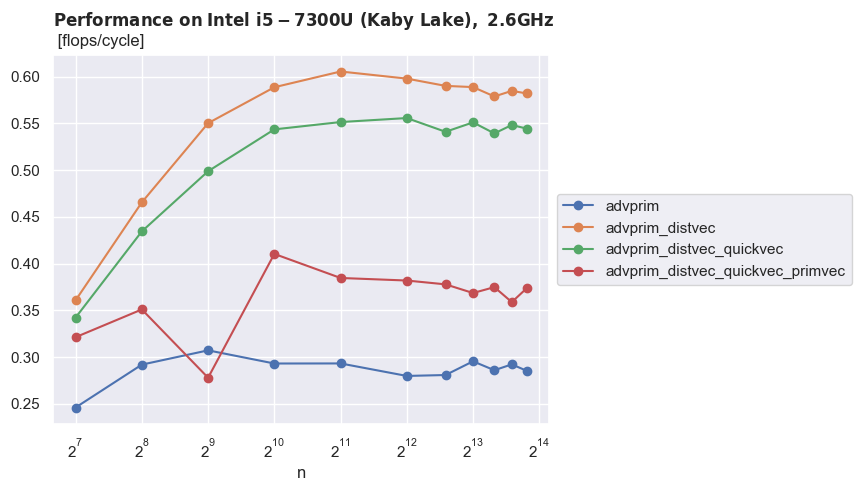 Performance on Intel i5 − 7300U (Kaby Lake), 2.6GHz
[flops/cycle]
0.60
0.55
0.50
0.45
0.40
0.35
0.30
0.25
2^7 2^8 2^9 2^10 2^11 2^12 2^13 2^14
n
advprim
advprim_distvec
advprim_distvec_quickvec
advprim_distvec_quickvec_primvec